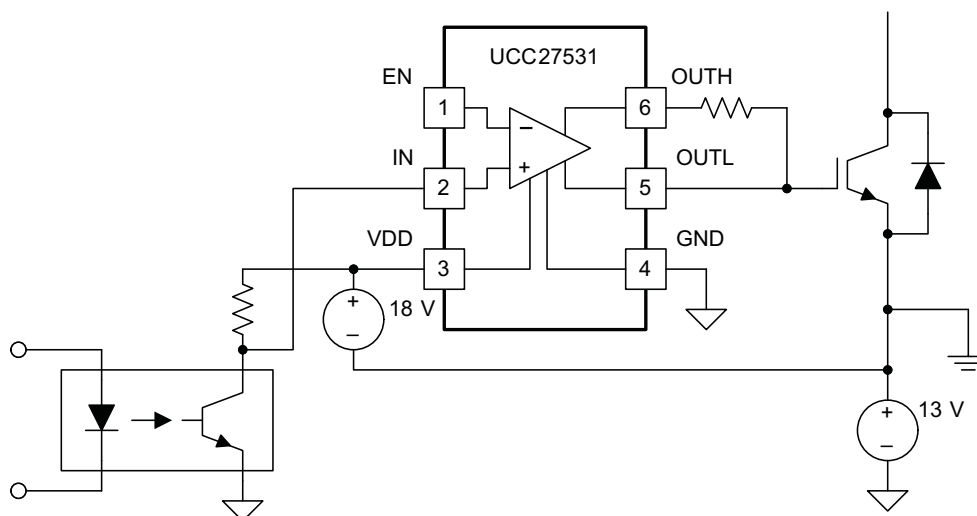 UCC27531
EN
OUTH
1
6
IN
OUTL
2
5
VDD
GND
3
4
18 V
13 V